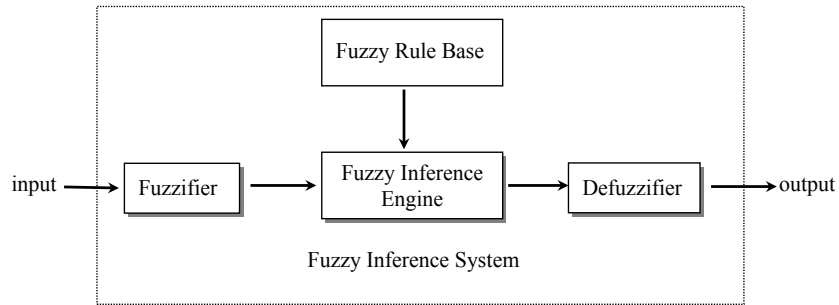 Fuzzy Rule Base
input
Fuzzifier
Fuzzy Inference
Engine
Defuzzifier
output
Fuzzy Inference System